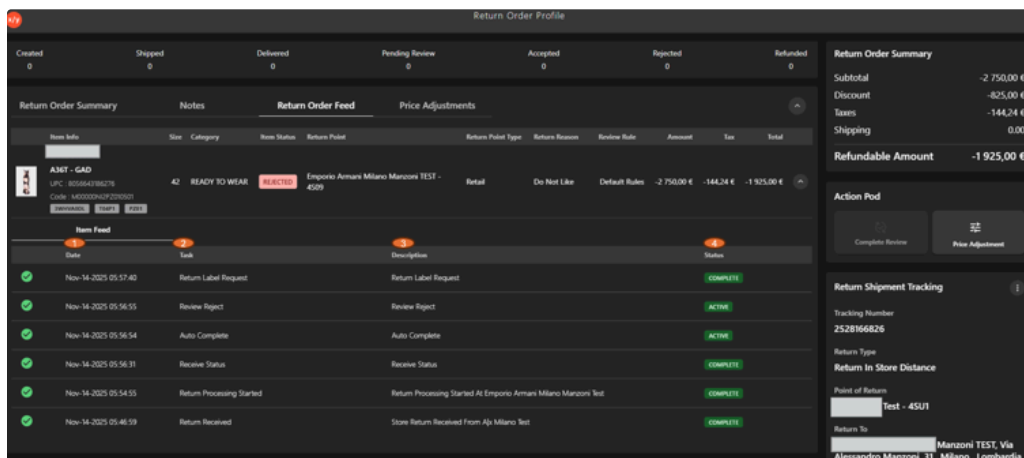 x/y
Return Order Profile
Created Shipped Delivered Pending Review Accepted Rejected Refunded
0 0 0 0 0 0 0
Return Order Summary Notes Return Order Feed Price Adjustments
Item Info Size Category Item Status Return Point Return Point Type Return Reason Review Rule Amount Tax Total
A36T - GAD
UPC : 8058643186276
Code :
42 READY TO WEAR REJECTED Emporio Armani Milano Manzoni TEST - 4S09 Retail Do Not Like Default Rules -2 750,00 € -144,24 € -1 925,00 €
Item Feed
1 2 3 4
Date Task Description Status
Nov-14-2025 05:57:40 Return Label Request Return Label Request COMPLETE
Nov-14-2025 05:56:55 Review Reject Review Reject ACTIVE
Nov-14-2025 05:56:54 Auto Complete Auto Complete ACTIVE
Nov-14-2025 05:56:31 Receive Status Receive Status COMPLETE
Nov-14-2025 05:54:55 Return Processing Started Return Processing Started At Emporio Armani Milano Manzoni Test COMPLETE
Nov-14-2025 05:46:59 Return Received Store Return Received From A|x Milano Test COMPLETE
Return Order Summary
Subtotal -2 750,00 €
Discount -825,00 €
Taxes -144,24 €
Shipping 0.00
Refundable Amount -1 925,00 €
Action Pod
Complete Review Price Adjustment
Return Shipment Tracking
Tracking Number
2528166826
Return Type
Return In Store Distance
Point of Return
Test - 4SU1
Return To
Manzoni TEST, Via
Alessandro Manzoni, 31, Milano, Lombardia